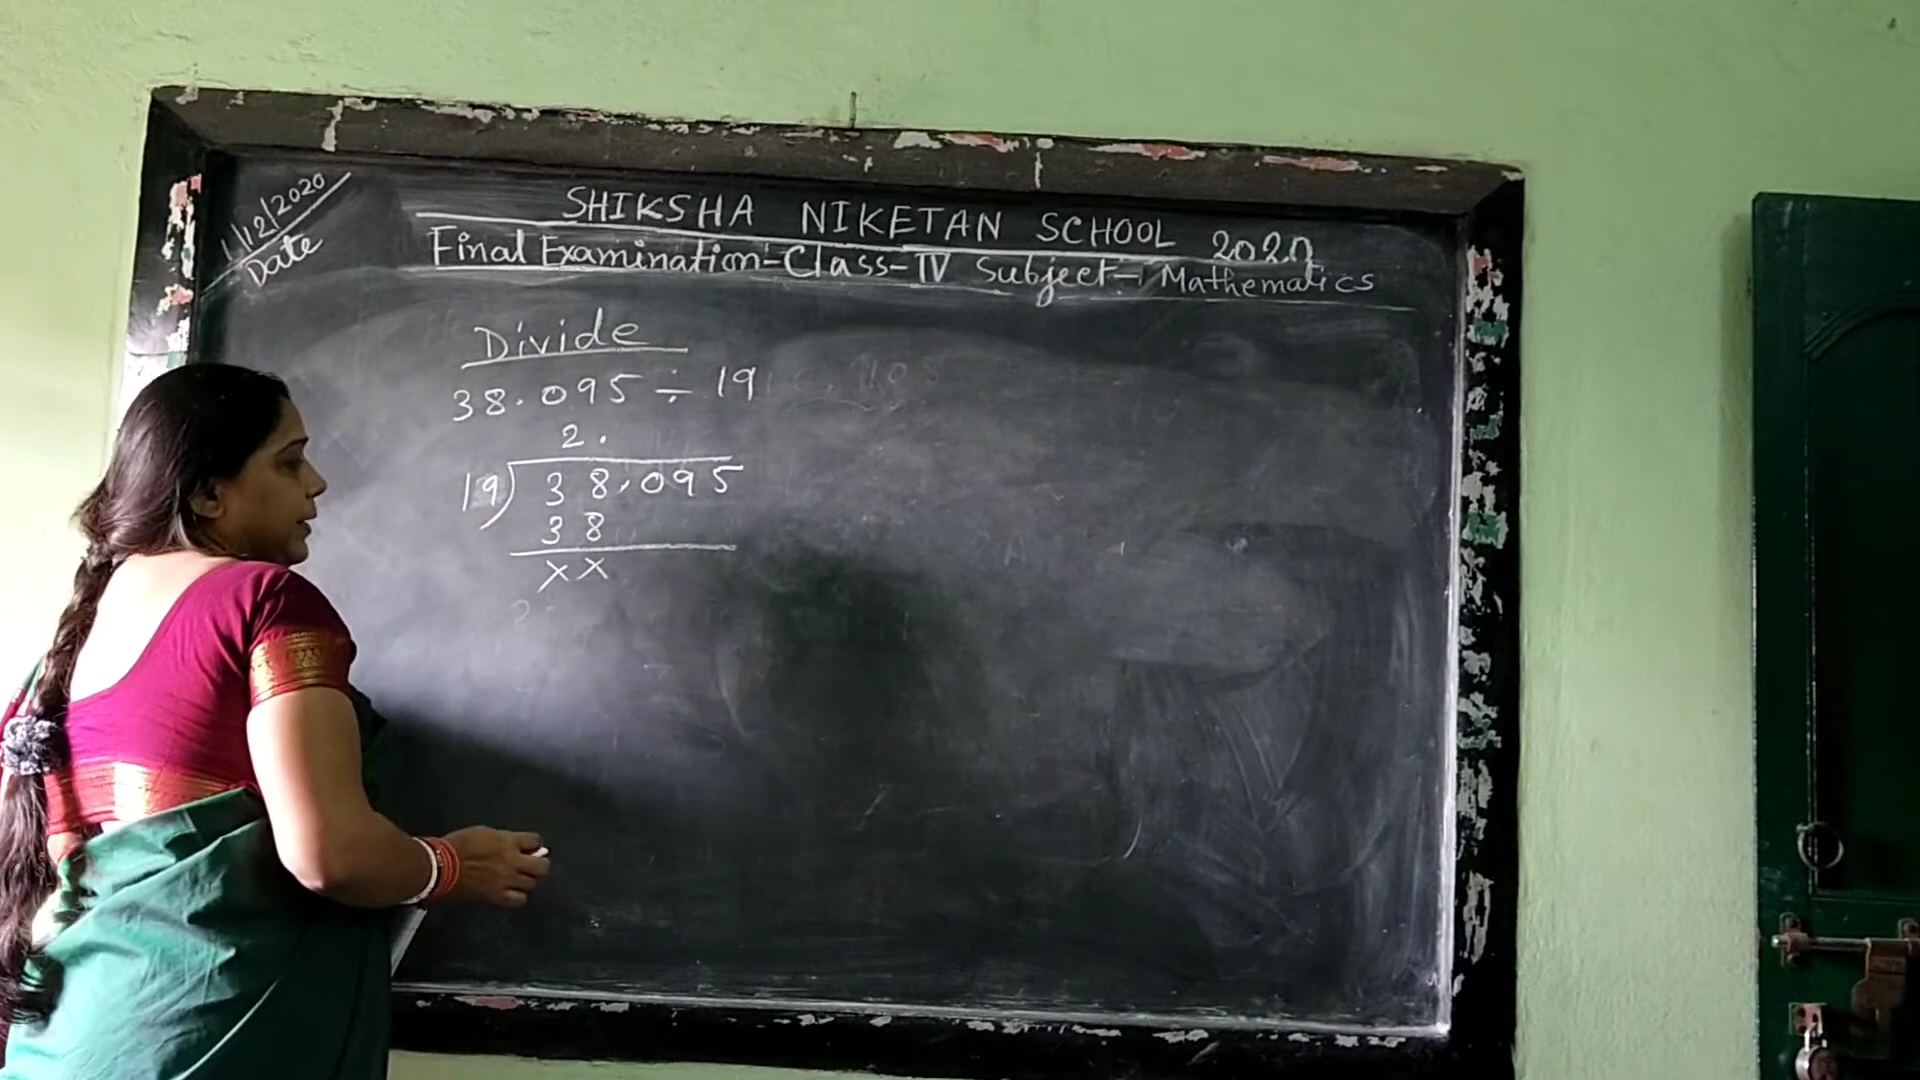 1/12/2020
Date
SHIKSHA NIKETAN SCHOOL 2020
Final Examination-Class-IV Subject- Mathematics
Divide
38.095 ÷ 19
2.
19) 38.095
38
xx